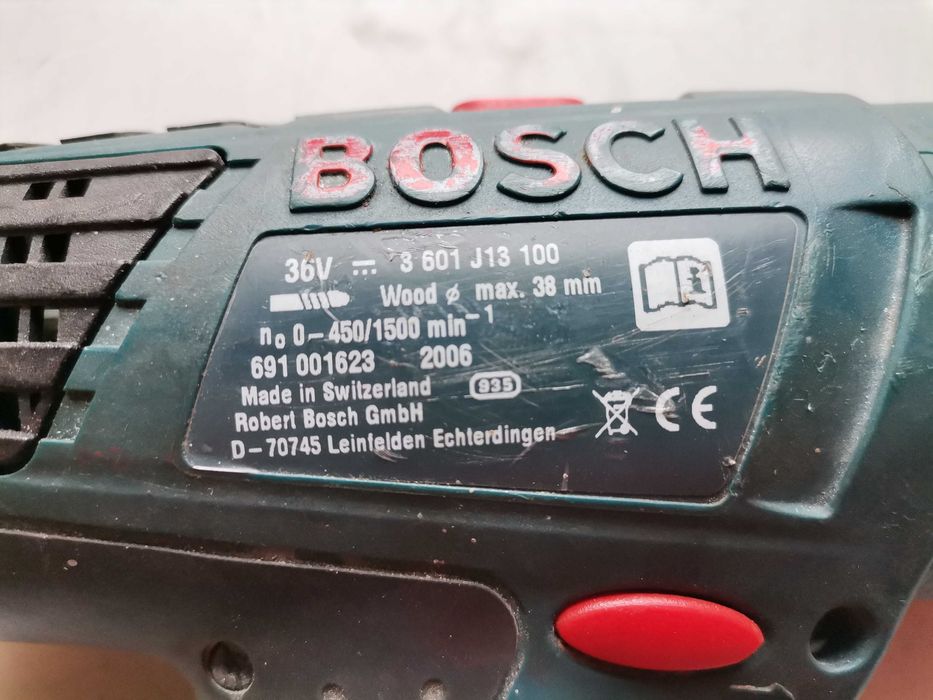 BOSCH
36V ⎓ 3 601 J13 100
Wood ⌀ max. 38 mm
n₀ 0-450/1500 min⁻¹
691 001623 2006
Made in Switzerland 935
Robert Bosch GmbH
D-70745 Leinfelden Echterdingen
CE